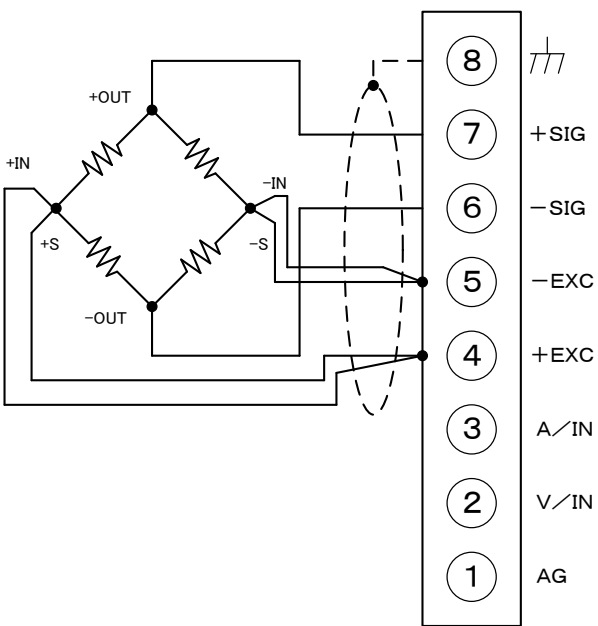 8
+OUT
7 +SIG
+IN
-IN
6 -SIG
+S
-S
5 -EXC
-OUT
4 +EXC
3 A/IN
2 V/IN
1 AG